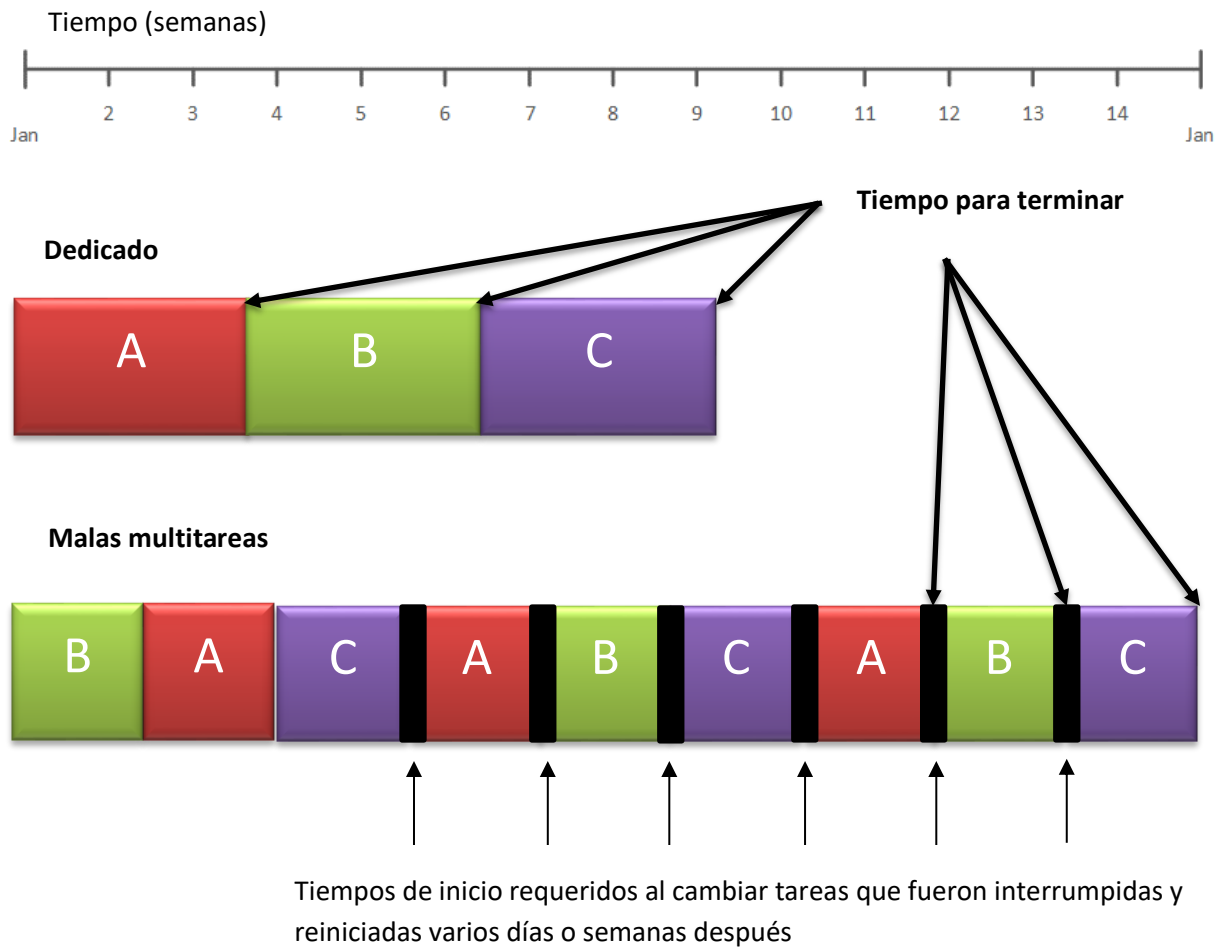 Tiempo (semanas)
2 3 4 5 6 7 8 9 10 11 12 13 14
Jan Jan
Tiempo para terminar
Dedicado
A B C
Malas multitareas
B A C A B C A B C
Tiempos de inicio requeridos al cambiar tareas que fueron interrumpidas y
reiniciadas varios días o semanas después